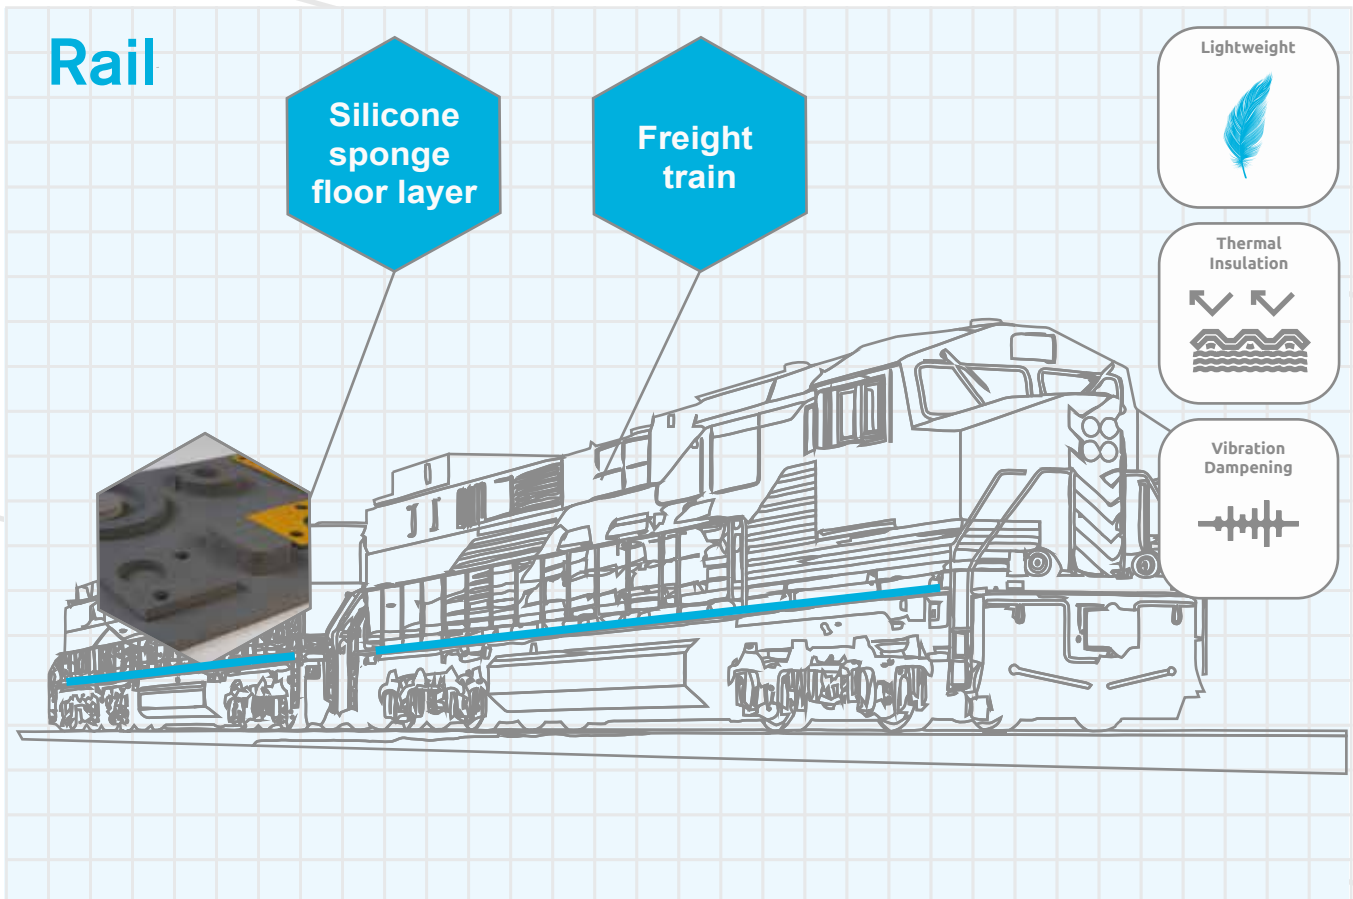 Rail
Silicone
sponge
floor layer
Freight
train
Lightweight
Thermal
Insulation
Vibration
Dampening